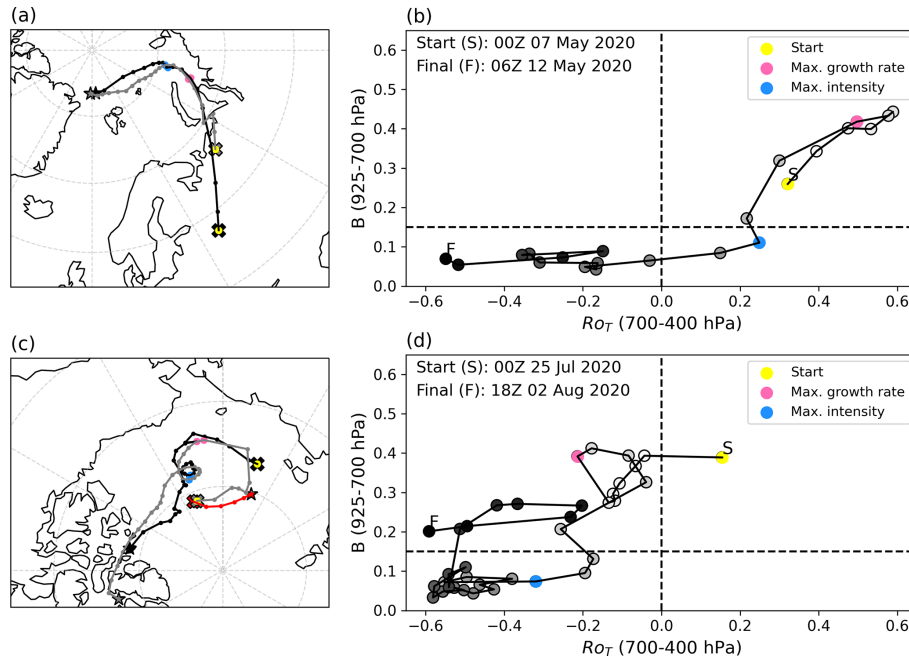 (a)
(b)
Start (S): 00Z 07 May 2020
Final (F): 06Z 12 May 2020
Start
Max. growth rate
Max. intensity
B (925-700 hPa)
0.6
0.5
0.4
0.3
0.2
0.1
0.0
S
F
−0.6 −0.4 −0.2 0.0 0.2 0.4 0.6
Ro_T (700-400 hPa)
(c)
(d)
Start (S): 00Z 25 Jul 2020
Final (F): 18Z 02 Aug 2020
Start
Max. growth rate
Max. intensity
B (925-700 hPa)
0.6
0.5
0.4
0.3
0.2
0.1
0.0
S
F
−0.6 −0.4 −0.2 0.0 0.2 0.4 0.6
Ro_T (700-400 hPa)